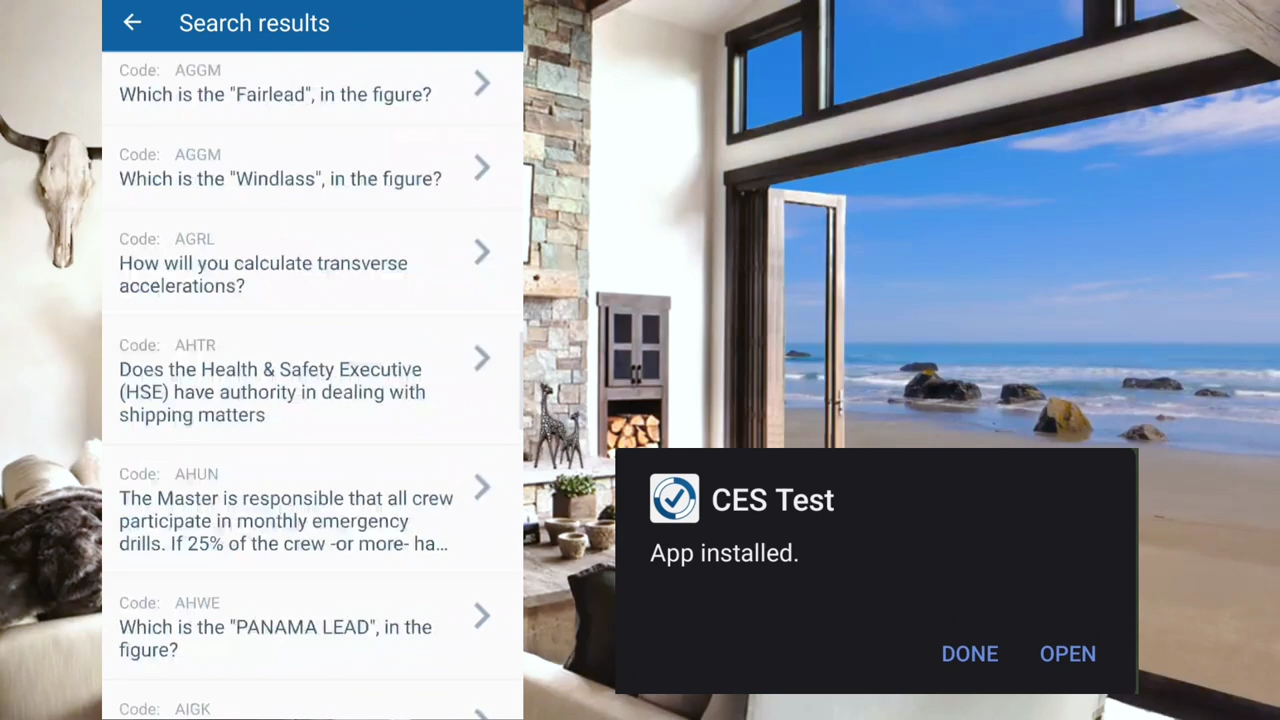 Search results
Code: AGGM
Which is the "Fairlead", in the figure?
Code: AGGM
Which is the "Windlass", in the figure?
Code: AGRL
How will you calculate transverse
accelerations?
Code: AHTR
Does the Health & Safety Executive
(HSE) have authority in dealing with
shipping matters
Code: AHUN
The Master is responsible that all crew
participate in monthly emergency
drills. If 25% of the crew -or more- ha...
Code: AHWE
Which is the "PANAMA LEAD", in the
figure?
Code: AIGK
CES Test
App installed.
DONE OPEN